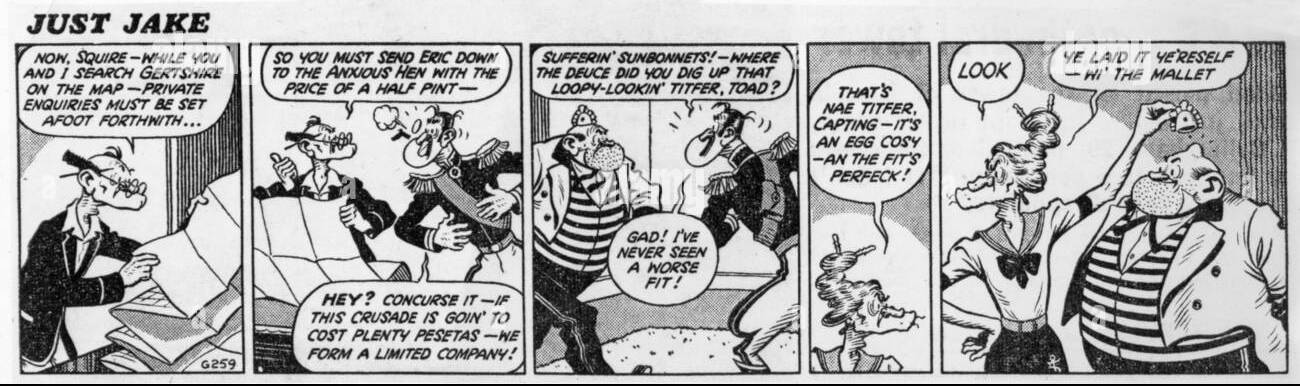 JUST JAKE
NOW, SQUIRE—WHILE YOU
AND I SEARCH GERTSHIRE
ON THE MAP—PRIVATE
ENQUIRIES MUST BE SET
AFOOT FORTHWITH...
G259
SO YOU MUST SEND ERIC DOWN
TO THE ANXIOUS HEN WITH THE
PRICE OF A HALF PINT—
HEY? CONCURSE IT—IF
THIS CRUSADE IS GOIN' TO
COST PLENTY PESETAS—WE
FORM A LIMITED COMPANY!
SUFFERIN' SUNBONNETS!—WHERE
THE DEUCE DID YOU DIG UP THAT
LOOPY-LOOKIN' TITFER, TOAD?
GAD! I'VE
NEVER SEEN
A WORSE
FIT!
THAT'S
NAE TITFER,
CAPTING—IT'S
AN EGG COSY
—AN THE FIT'S
PERFECK!
LOOK
YE LAID IT YE'RESELF
—WI' THE MALLET
alamy